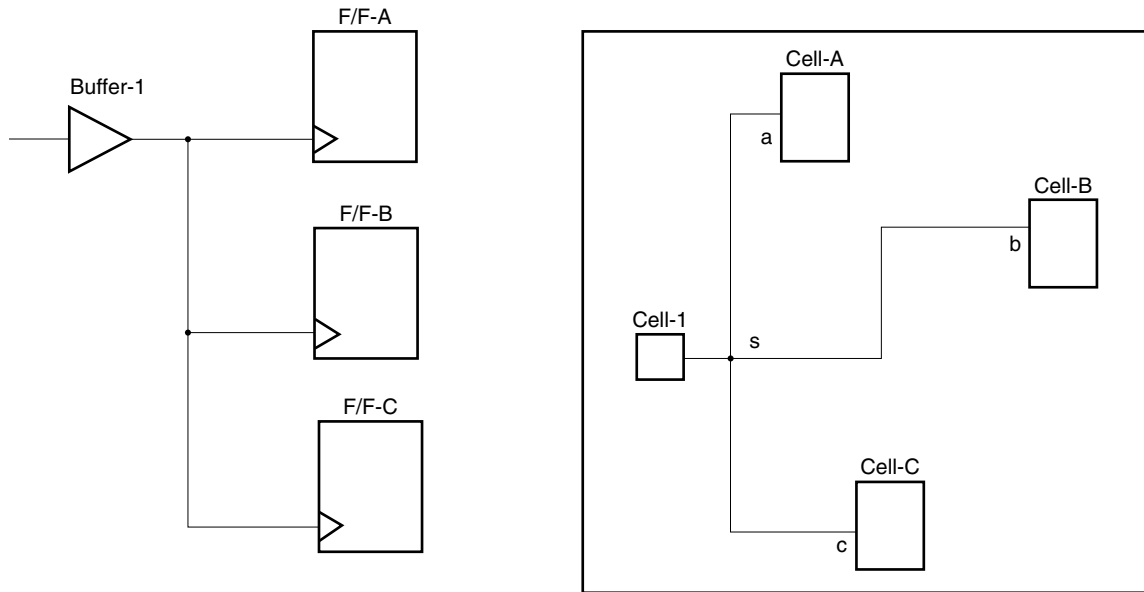 F/F-A
Buffer-1
F/F-B
F/F-C
Cell-A
a
Cell-B
b
Cell-1
s
Cell-C
c